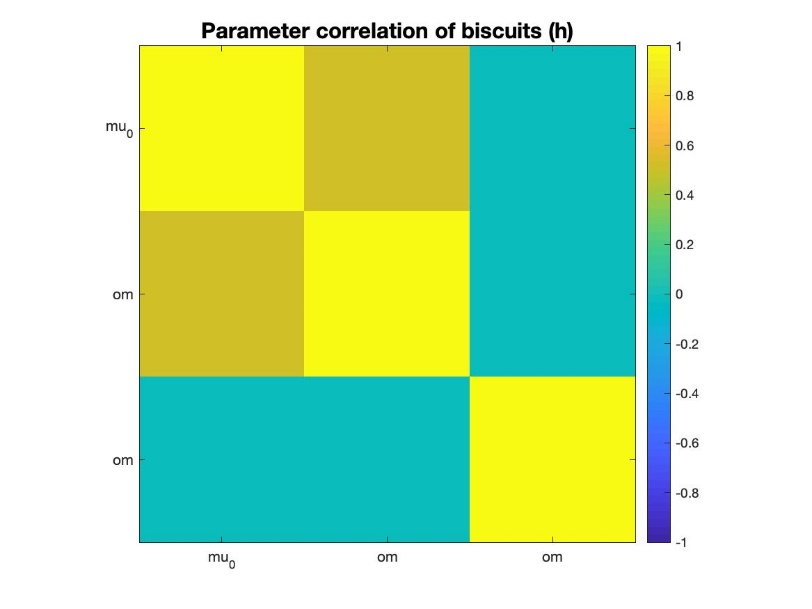 Parameter correlation of biscuits (h)
mu0
om
om
mu0 om om
1
0.8
0.6
0.4
0.2
0
-0.2
-0.4
-0.6
-0.8
-1